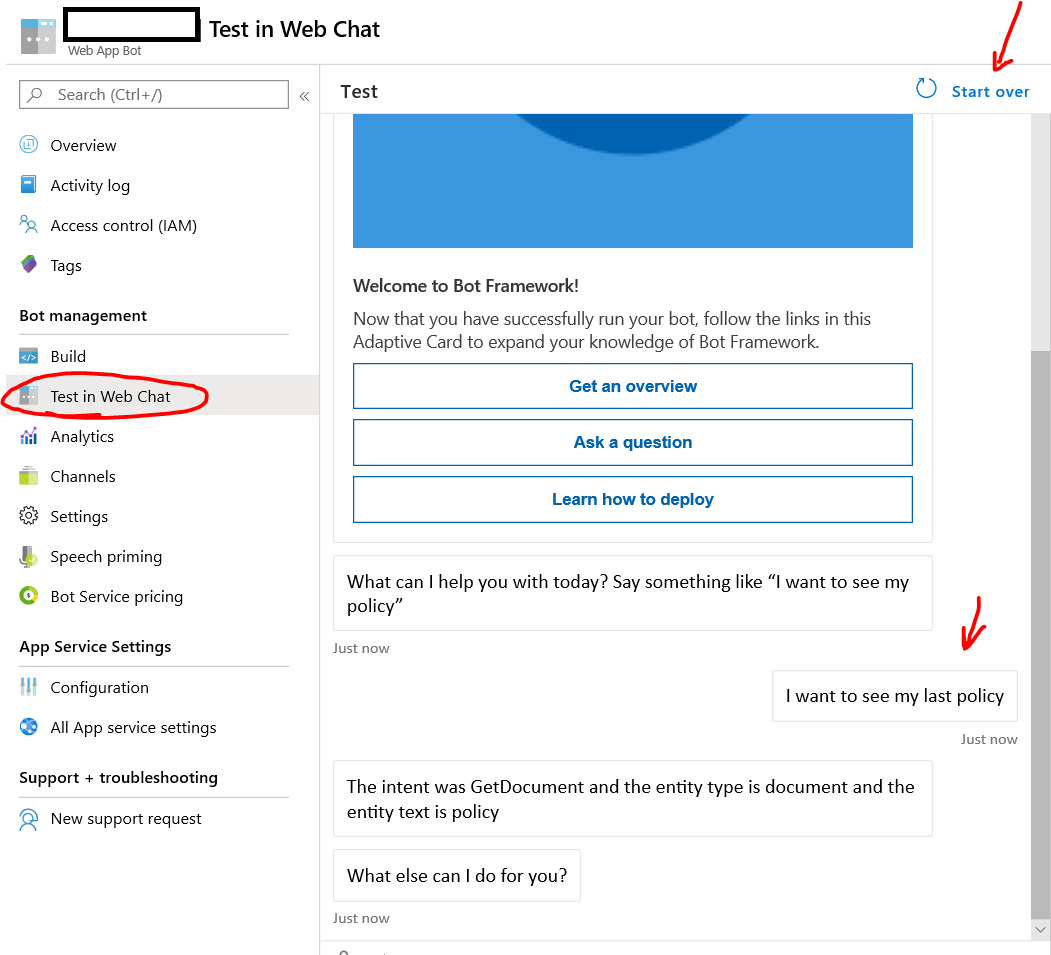 Test in Web Chat
Web App Bot
Search (Ctrl+/)
«
Overview
Activity log
Access control (IAM)
Tags
Bot management
Build
Test in Web Chat
Analytics
Channels
Settings
Speech priming
Bot Service pricing
App Service Settings
Configuration
All App service settings
Support + troubleshooting
New support request
Test
Start over
Welcome to Bot Framework!
Now that you have successfully run your bot, follow the links in this
Adaptive Card to expand your knowledge of Bot Framework.
Get an overview
Ask a question
Learn how to deploy
What can I help you with today? Say something like “I want to see my
policy”
Just now
I want to see my last policy
Just now
The intent was GetDocument and the entity type is document and the
entity text is policy
What else can I do for you?
Just now